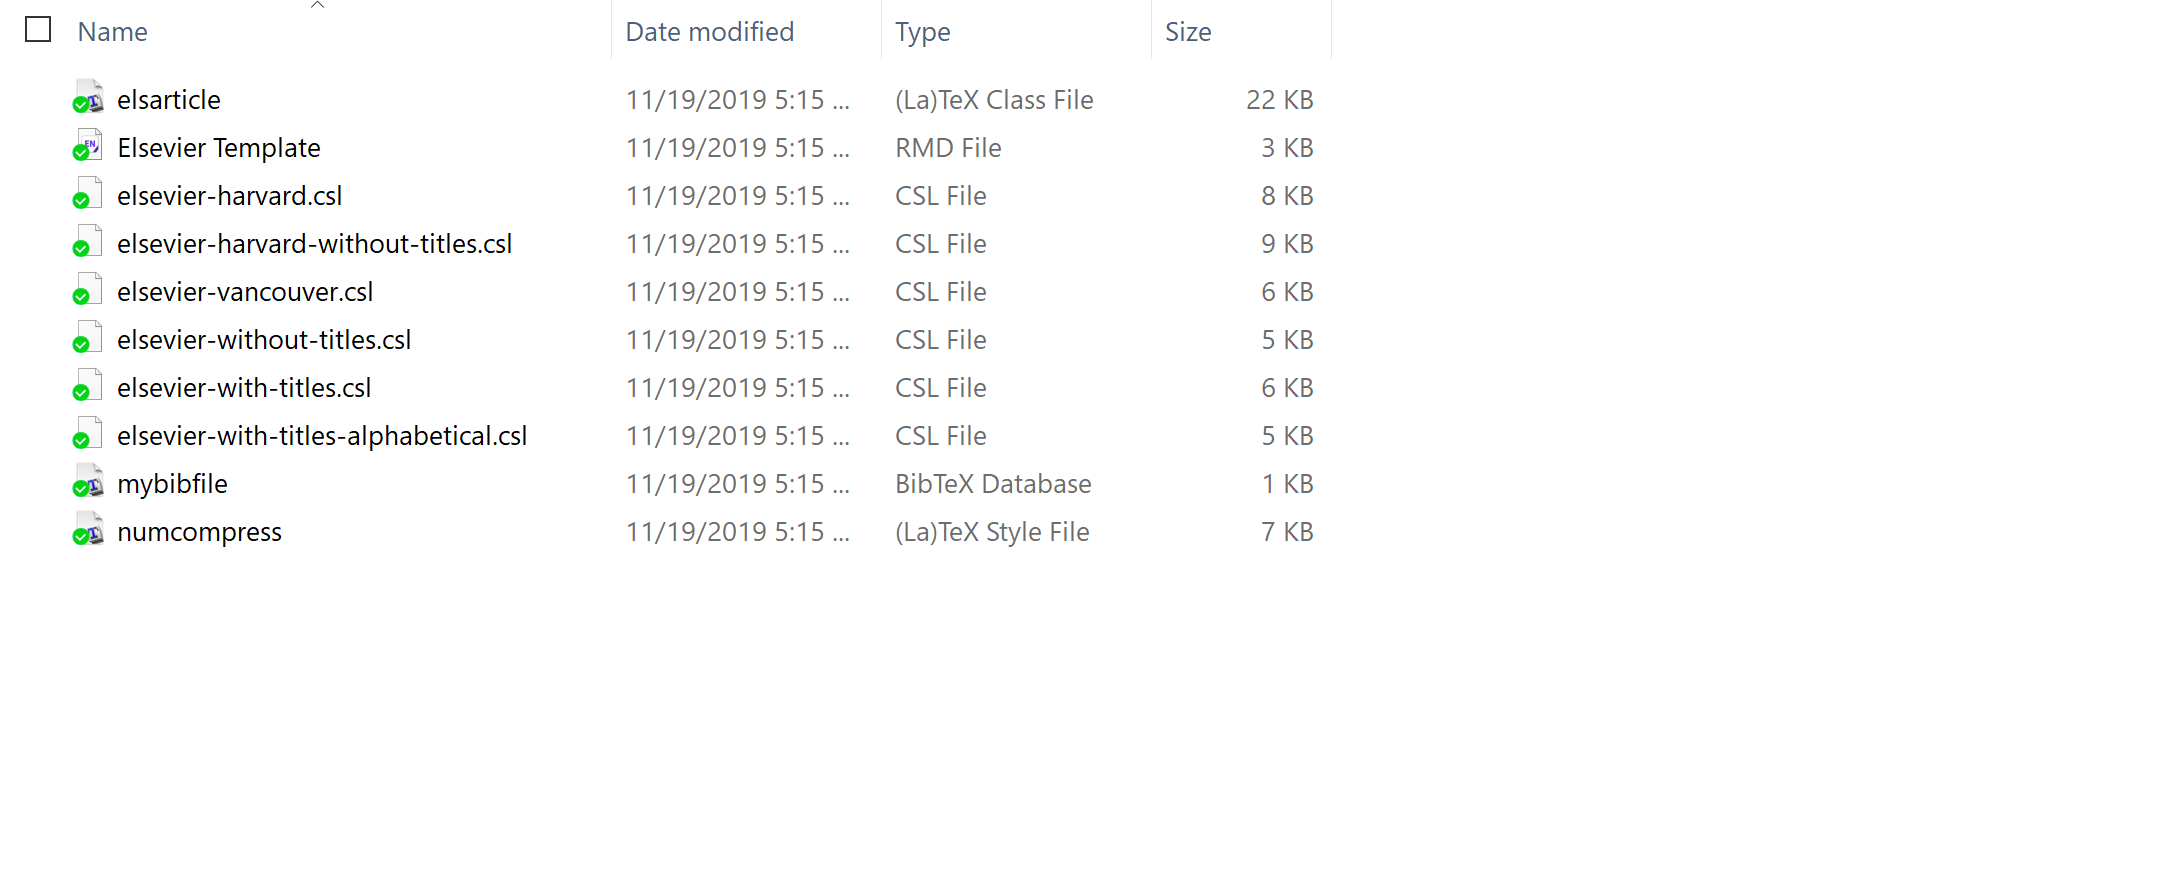 Name Date modified Type Size
elsarticle 11/19/2019 5:15 ... (La)TeX Class File 22 KB
EN Elsevier Template 11/19/2019 5:15 ... RMD File 3 KB
elsevier-harvard.csl 11/19/2019 5:15 ... CSL File 8 KB
elsevier-harvard-without-titles.csl 11/19/2019 5:15 ... CSL File 9 KB
elsevier-vancouver.csl 11/19/2019 5:15 ... CSL File 6 KB
elsevier-without-titles.csl 11/19/2019 5:15 ... CSL File 5 KB
elsevier-with-titles.csl 11/19/2019 5:15 ... CSL File 6 KB
elsevier-with-titles-alphabetical.csl 11/19/2019 5:15 ... CSL File 5 KB
mybibfile 11/19/2019 5:15 ... BibTeX Database 1 KB
numcompress 11/19/2019 5:15 ... (La)TeX Style File 7 KB